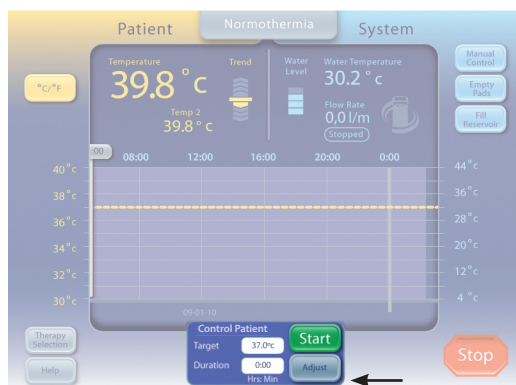 Patient
Normothermia
System
°C/°F
Temperature
39.8°c
Trend
Temp 2
39.8°c
Water Level
Water Temperature
30.2°c
Flow Rate
0,0 l/m
Stopped
Manual Control
Empty Pads
Fill Reservoir
:00
08:00
12:00
16:00
20:00
0:00
40°c
38°c
36°c
34°c
32°c
30°c
44°c
36°c
28°c
20°c
12°c
4°c
09-01-10
Therapy Selection
Help
Control Patient
Target
37.0°c
Start
Duration
0:00
Hrs: Min
Adjust
Stop